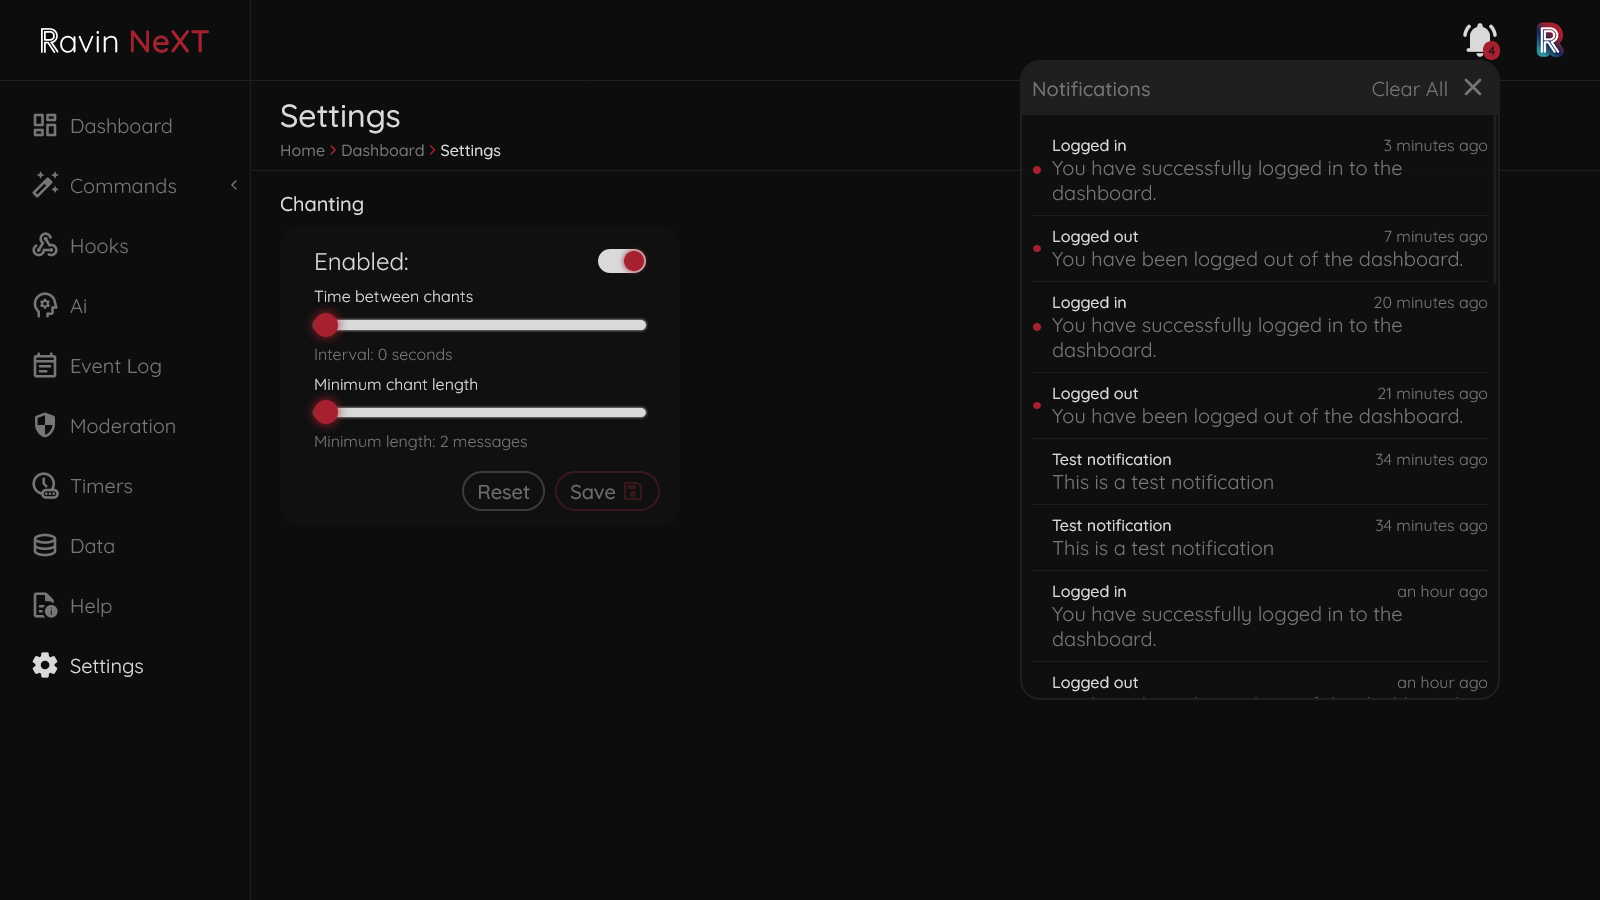 Ravin NeXT
4
Dashboard
Commands
Hooks
Ai
Event Log
Moderation
Timers
Data
Help
Settings
Settings
Home > Dashboard > Settings
Chanting
Enabled:
Time between chants
Interval: 0 seconds
Minimum chant length
Minimum length: 2 messages
Reset Save
R
Notifications Clear All
Logged in 3 minutes ago
You have successfully logged in to the
dashboard.
Logged out 7 minutes ago
You have been logged out of the dashboard.
Logged in 20 minutes ago
You have successfully logged in to the
dashboard.
Logged out 21 minutes ago
You have been logged out of the dashboard.
Test notification 34 minutes ago
This is a test notification
Test notification 34 minutes ago
This is a test notification
Logged in an hour ago
You have successfully logged in to the
dashboard.
Logged out an hour ago